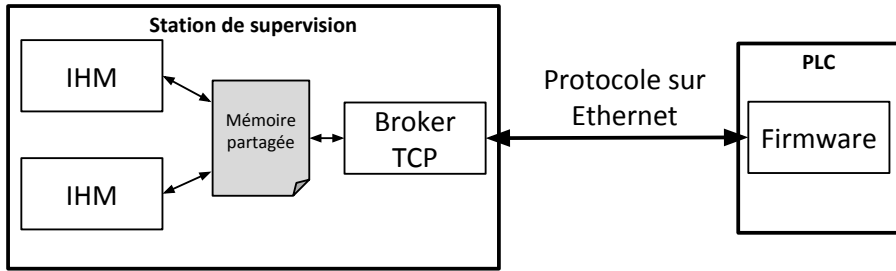 Station de supervision
IHM
IHM
Mémoire
partagée
Broker
TCP
Protocole sur
Ethernet
PLC
Firmware